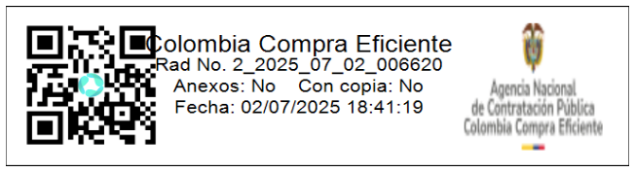 Colombia Compra Eficiente
Rad No. 2_2025_07_02_006620
Anexos: No Con copia: No
Fecha: 02/07/2025 18:41:19
Agencia Nacional
de Contratación Pública
Colombia Compra Eficiente